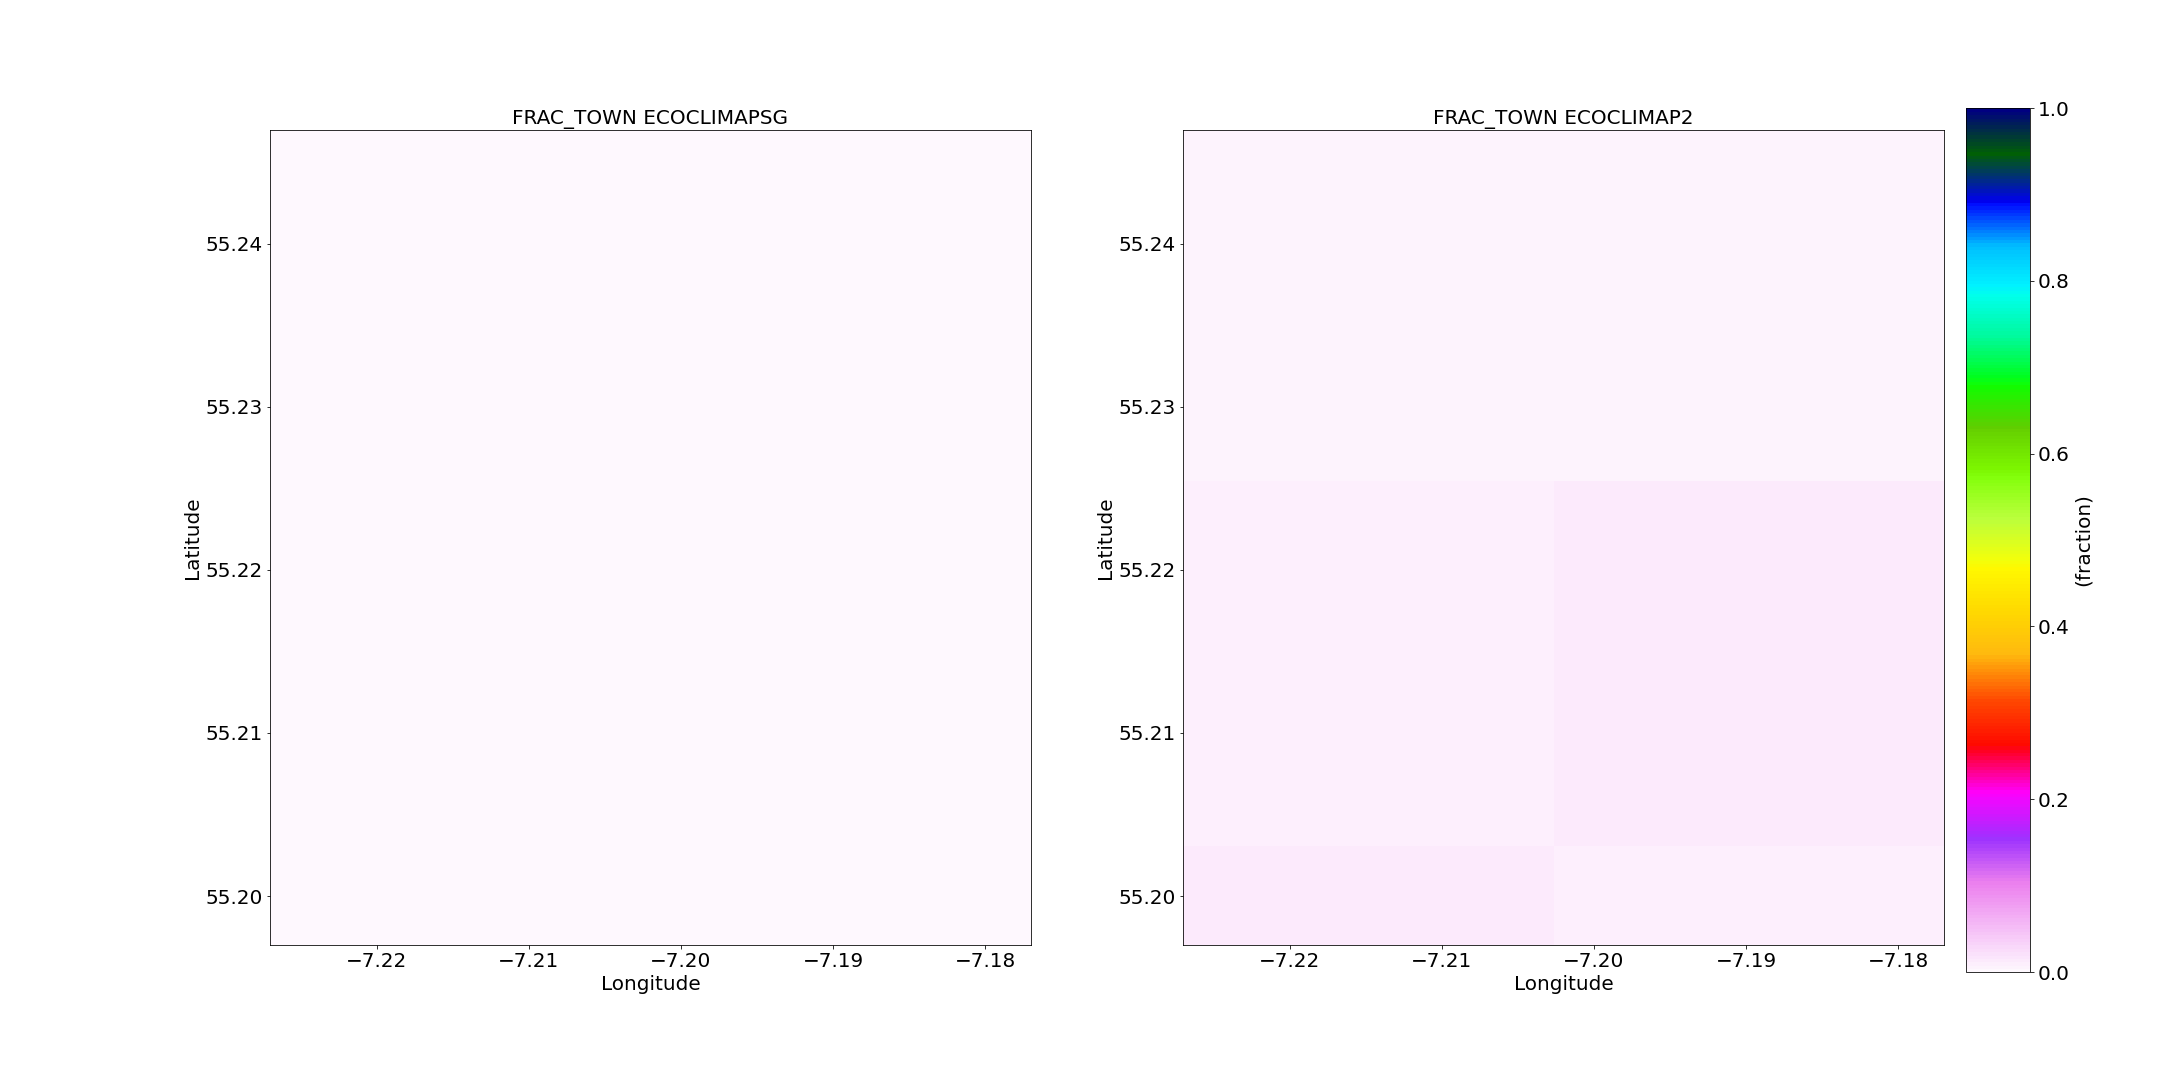 FRAC_TOWN ECOCLIMAPSG
55.24
55.23
55.22
55.21
55.20
Latitude
−7.22 −7.21 −7.20 −7.19 −7.18
Longitude
FRAC_TOWN ECOCLIMAP2
55.24
55.23
55.22
55.21
55.20
Latitude
−7.22 −7.21 −7.20 −7.19 −7.18
Longitude
1.0
0.8
0.6
0.4
0.2
0.0
(fraction)